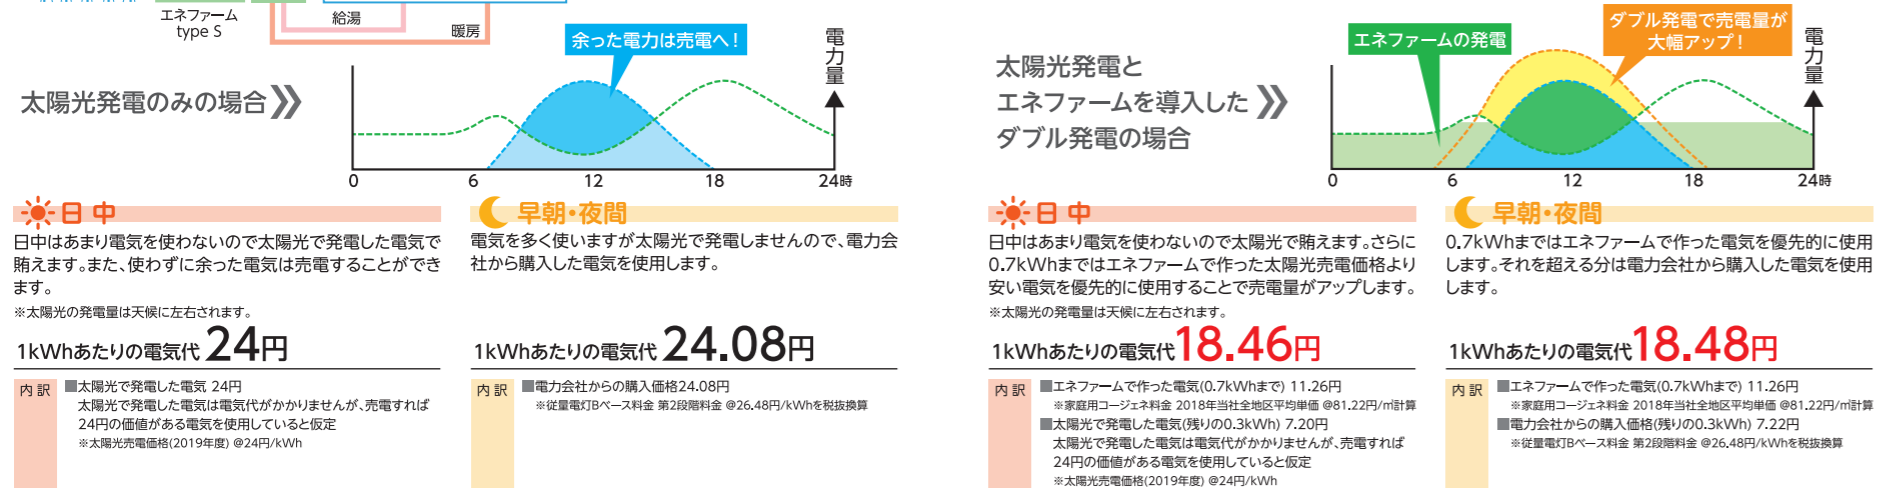 エネファーム
type S
給湯
暖房
太陽光発電のみの場合
余った電力は売電へ!
電力量
0 6 12 18 24時
日中
日中はあまり電気を使わないので太陽光で発電した電気で
賄えます。また、使わずに余った電気は売電することができ
ます。
※太陽光の発電量は天候に左右されます。
1kWhあたりの電気代 24円
内訳
■太陽光で発電した電気 24円
太陽光で発電した電気は電気代がかかりませんが、売電すれば
24円の価値がある電気を使用していると仮定
※太陽光売電価格(2019年度) @24円/kWh
早朝・夜間
電気を多く使いますが太陽光で発電しませんので、電力会
社から購入した電気を使用します。
1kWhあたりの電気代 24.08円
内訳
■電力会社からの購入価格24.08円
※従量電灯Bベース料金 第2段階料金 @26.48円/kWhを税抜換算
太陽光発電と
エネファームを導入した
ダブル発電の場合
エネファームの発電
ダブル発電で売電量が
大幅アップ!
電力量
0 6 12 18 24時
日中
日中はあまり電気を使わないので太陽光で賄えます。さらに
0.7kWhまではエネファームで作った太陽光売電価格より
安い電気を優先的に使用することで売電量がアップします。
※太陽光の発電量は天候に左右されます。
1kWhあたりの電気代18.46円
内訳
■エネファームで作った電気(0.7kWhまで) 11.26円
※家庭用コージェネ料金 2018年当社全地区平均単価 @81.22円/㎥計算
■太陽光で発電した電気(残りの0.3kWh) 7.20円
太陽光で発電した電気は電気代がかかりませんが、売電すれば
24円の価値がある電気を使用していると仮定
※太陽光売電価格(2019年度) @24円/kWh
早朝・夜間
0.7kWhまではエネファームで作った電気を優先的に使用
します。それを超える分は電力会社から購入した電気を使用
します。
1kWhあたりの電気代18.48円
内訳
■エネファームで作った電気(0.7kWhまで) 11.26円
※家庭用コージェネ料金 2018年当社全地区平均単価 @81.22円/㎥計算
■電力会社からの購入価格(残りの0.3kWh) 7.22円
※従量電灯Bベース料金 第2段階料金 @26.48円/kWhを税抜換算